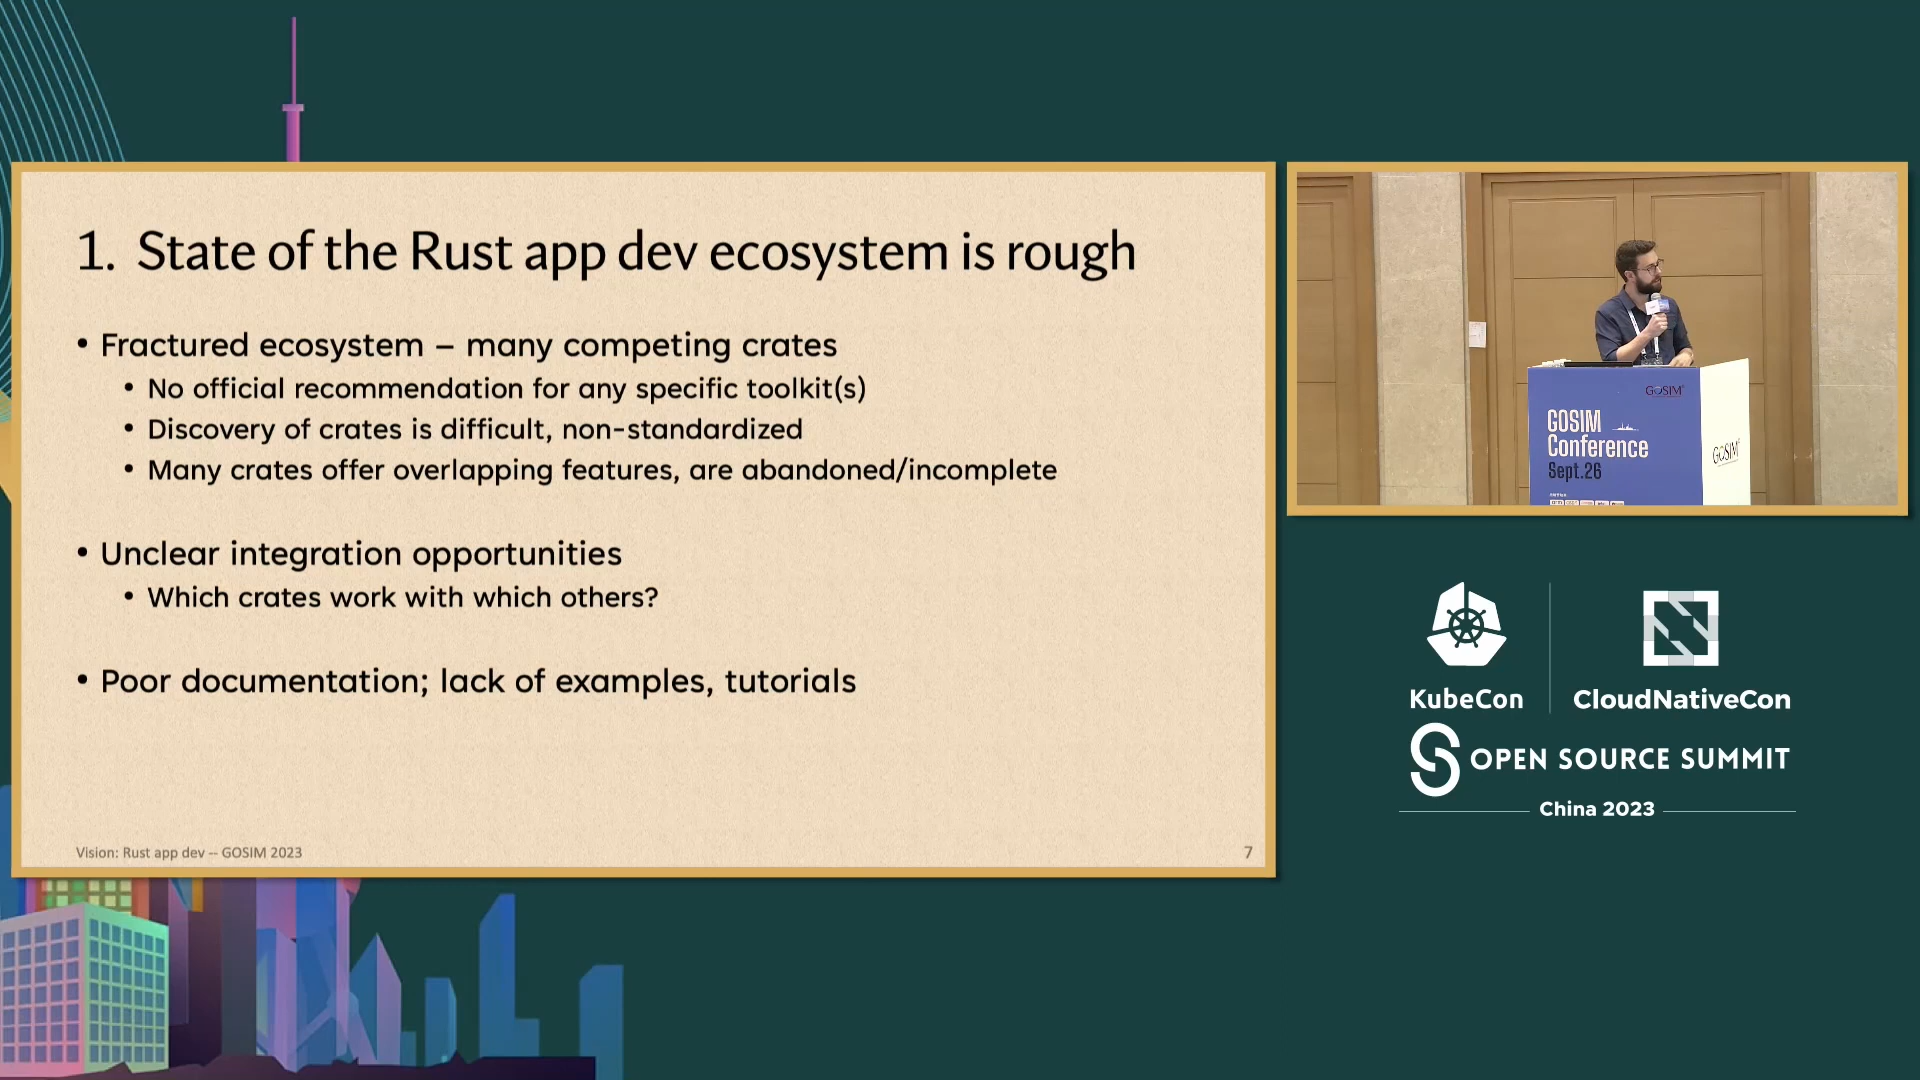 1. State of the Rust app dev ecosystem is rough
• Fractured ecosystem – many competing crates
• No official recommendation for any specific toolkit(s)
• Discovery of crates is difficult, non-standardized
• Many crates offer overlapping features, are abandoned/incomplete
• Unclear integration opportunities
• Which crates work with which others?
• Poor documentation; lack of examples, tutorials
Vision: Rust app dev -- GOSIM 2023
7
GOSIM
GOSIM
Conference
Sept.26
GOSIM
KubeCon
CloudNativeCon
OPEN SOURCE SUMMIT
China 2023